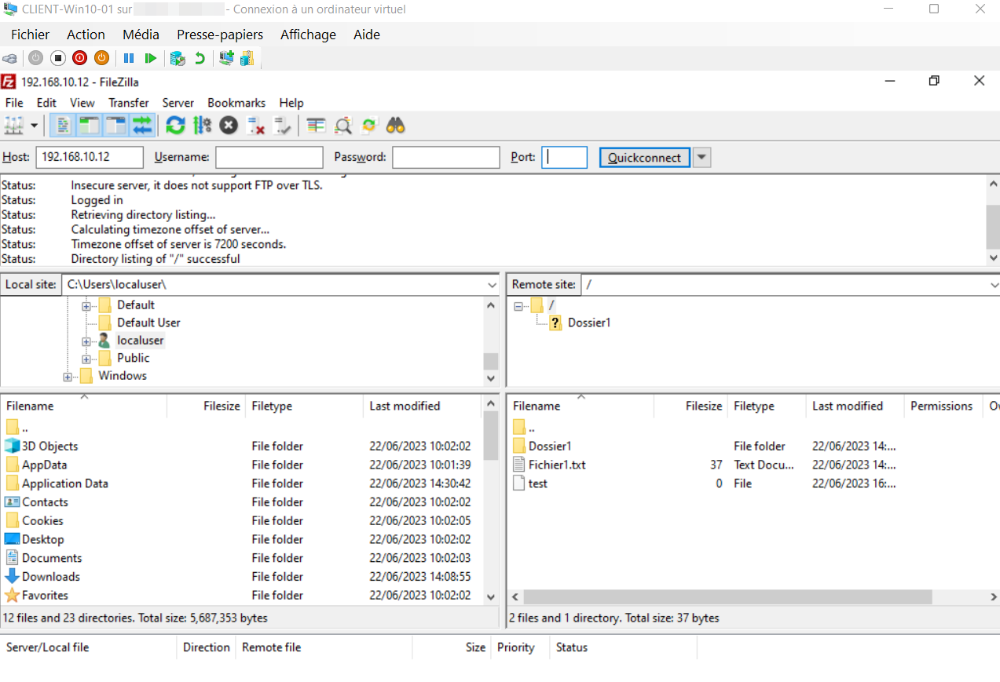 CLIENT-Win10-01 sur - Connexion à un ordinateur virtuel
Fichier Action Média Presse-papiers Affichage Aide
192.168.10.12 - FileZilla
File Edit View Transfer Server Bookmarks Help
Host: 192.168.10.12 Username: Password: Port: Quickconnect
Status: Insecure server, it does not support FTP over TLS.
Status: Logged in
Status: Retrieving directory listing...
Status: Calculating timezone offset of server...
Status: Timezone offset of server is 7200 seconds.
Status: Directory listing of "/" successful
Local site: C:\Users\localuser\
Default
Default User
localuser
Public
Windows
Remote site: /
/
? Dossier1
Filename Filesize Filetype Last modified
..
3D Objects File folder 22/06/2023 10:02:02
AppData File folder 22/06/2023 10:01:39
Application Data File folder 22/06/2023 14:30:42
Contacts File folder 22/06/2023 10:02:02
Cookies File folder 22/06/2023 10:02:05
Desktop File folder 22/06/2023 10:02:02
Documents File folder 22/06/2023 10:02:03
Downloads File folder 22/06/2023 14:08:55
Favorites File folder 22/06/2023 10:02:02
12 files and 23 directories. Total size: 5,687,353 bytes
Filename Filesize Filetype Last modified Permissions Ov
..
Dossier1 File folder 22/06/2023 14:...
Fichier1.txt 37 Text Docu... 22/06/2023 14:...
test 0 File 22/06/2023 16:...
2 files and 1 directory. Total size: 37 bytes
Server/Local file Direction Remote file Size Priority Status